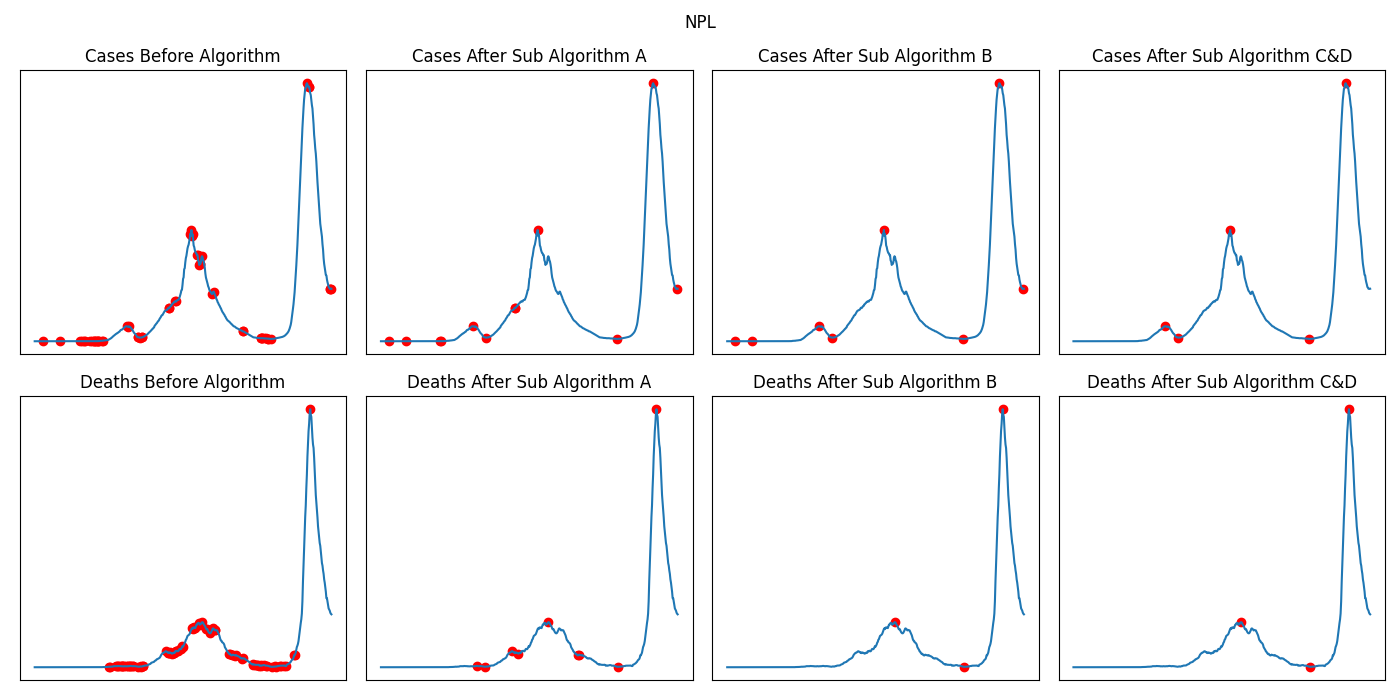 NPL
Cases Before Algorithm
Cases After Sub Algorithm A
Cases After Sub Algorithm B
Cases After Sub Algorithm C&D
Deaths Before Algorithm
Deaths After Sub Algorithm A
Deaths After Sub Algorithm B
Deaths After Sub Algorithm C&D